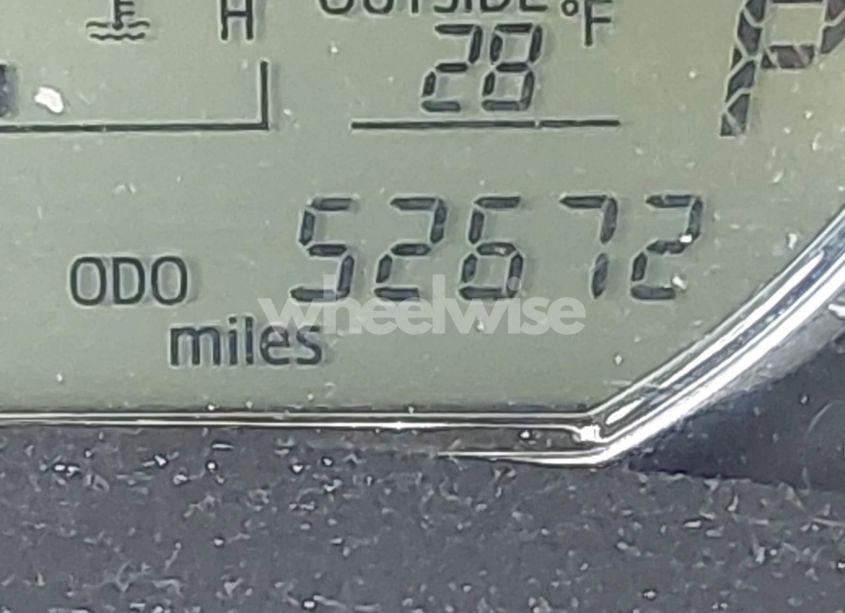 H
OUTSIDE °F
28
P
ODO 52672
miles
wheelwise